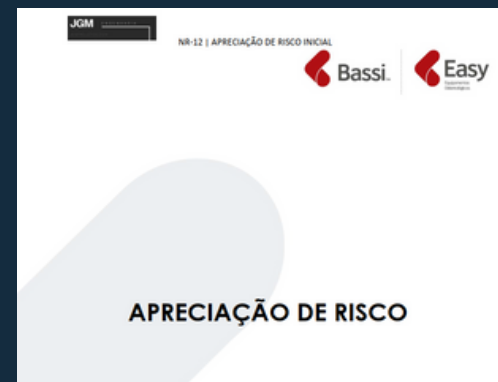 JGM
NR-12 | APRECIAÇÃO DE RISCO INICIAL
Bassi.
Easy
APRECIAÇÃO DE RISCO